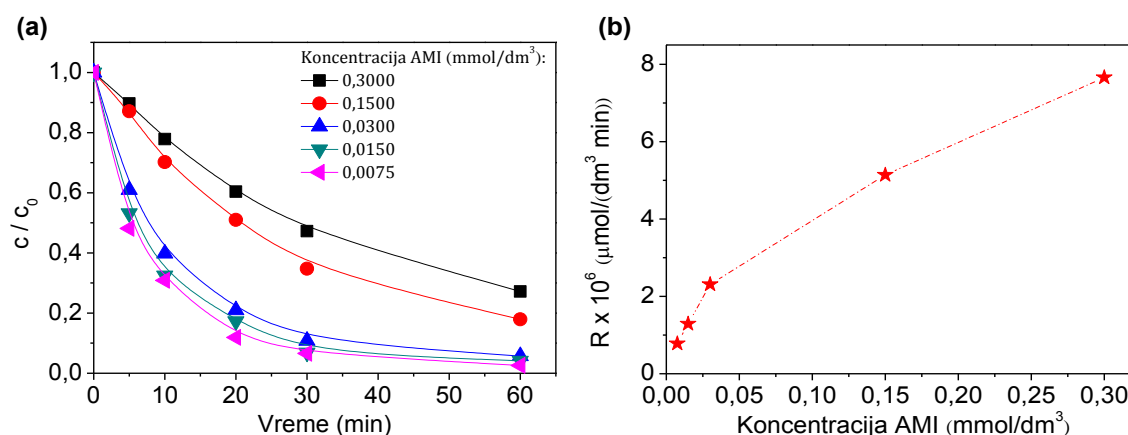 (a)
Koncentracija AMI (mmol/dm³):
0,3000
0,1500
0,0300
0,0150
0,0075
c / c₀
1,0
0,8
0,6
0,4
0,2
0,0
0 10 20 30 40 50 60
Vreme (min)
(b)
R x 10⁶ (μmol/(dm³ min))
8
6
4
2
0
0,00 0,05 0,10 0,15 0,20 0,25 0,30
Koncentracija AMI (mmol/dm³)